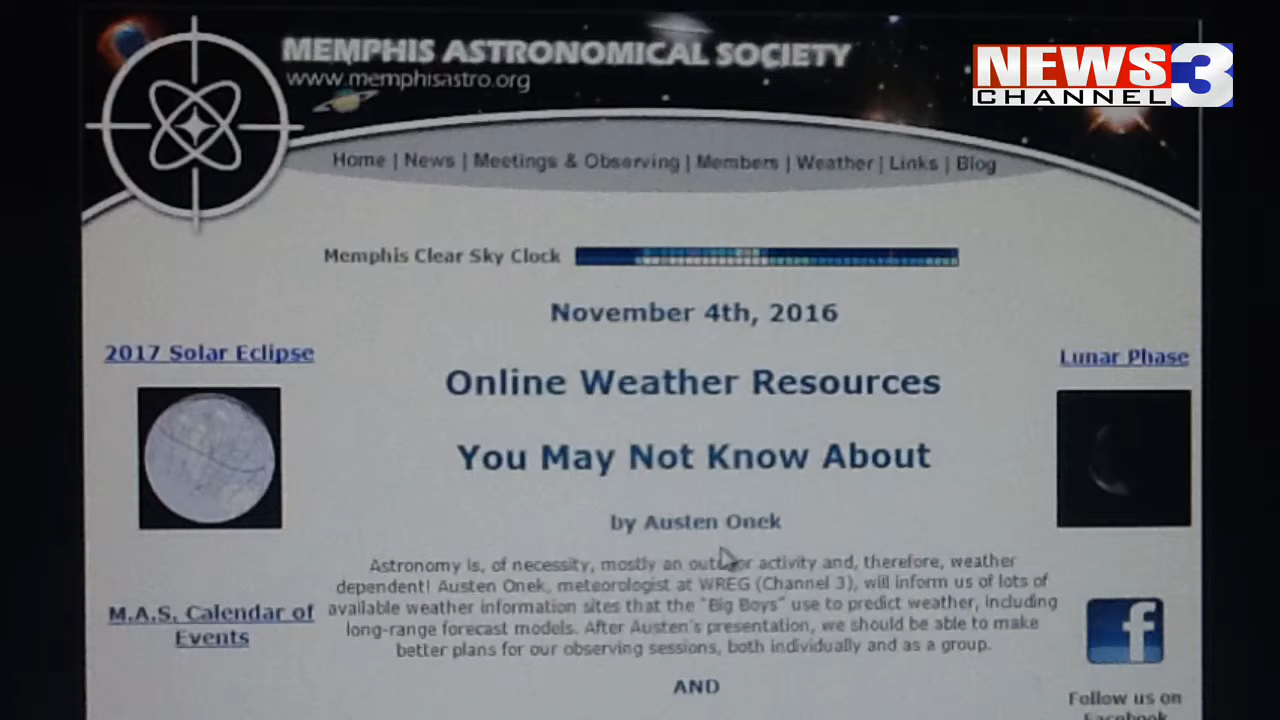 MEMPHIS ASTRONOMICAL SOCIETY
www.memphisastro.org
NEWS
CHANNEL 3
Home | News | Meetings & Observing | Members | Weather | Links | Blog
Memphis Clear Sky Clock
November 4th, 2016
2017 Solar Eclipse
Lunar Phase
Online Weather Resources
You May Not Know About
by Austen Onek
Astronomy is, of necessity, mostly an outdoor activity and, therefore, weather
dependent! Austen Onek, meteorologist at WREG (Channel 3), will inform us of lots of
available weather information sites that the "Big Boys" use to predict weather, including
long-range forecast models. After Austen's presentation, we should be able to make
better plans for our observing sessions, both individually and as a group.
AND
M.A.S. Calendar of
Events
f
Follow us on
Facebook